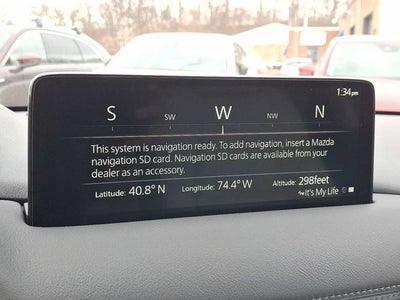 1:34 pm
S SW W NW N
This system is navigation ready. To add navigation, insert a Mazda
navigation SD card. Navigation SD cards are available from your
dealer as an accessory.
Latitude: 40.8° N Longitude: 74.4° W Altitude: 298feet
It's My Life